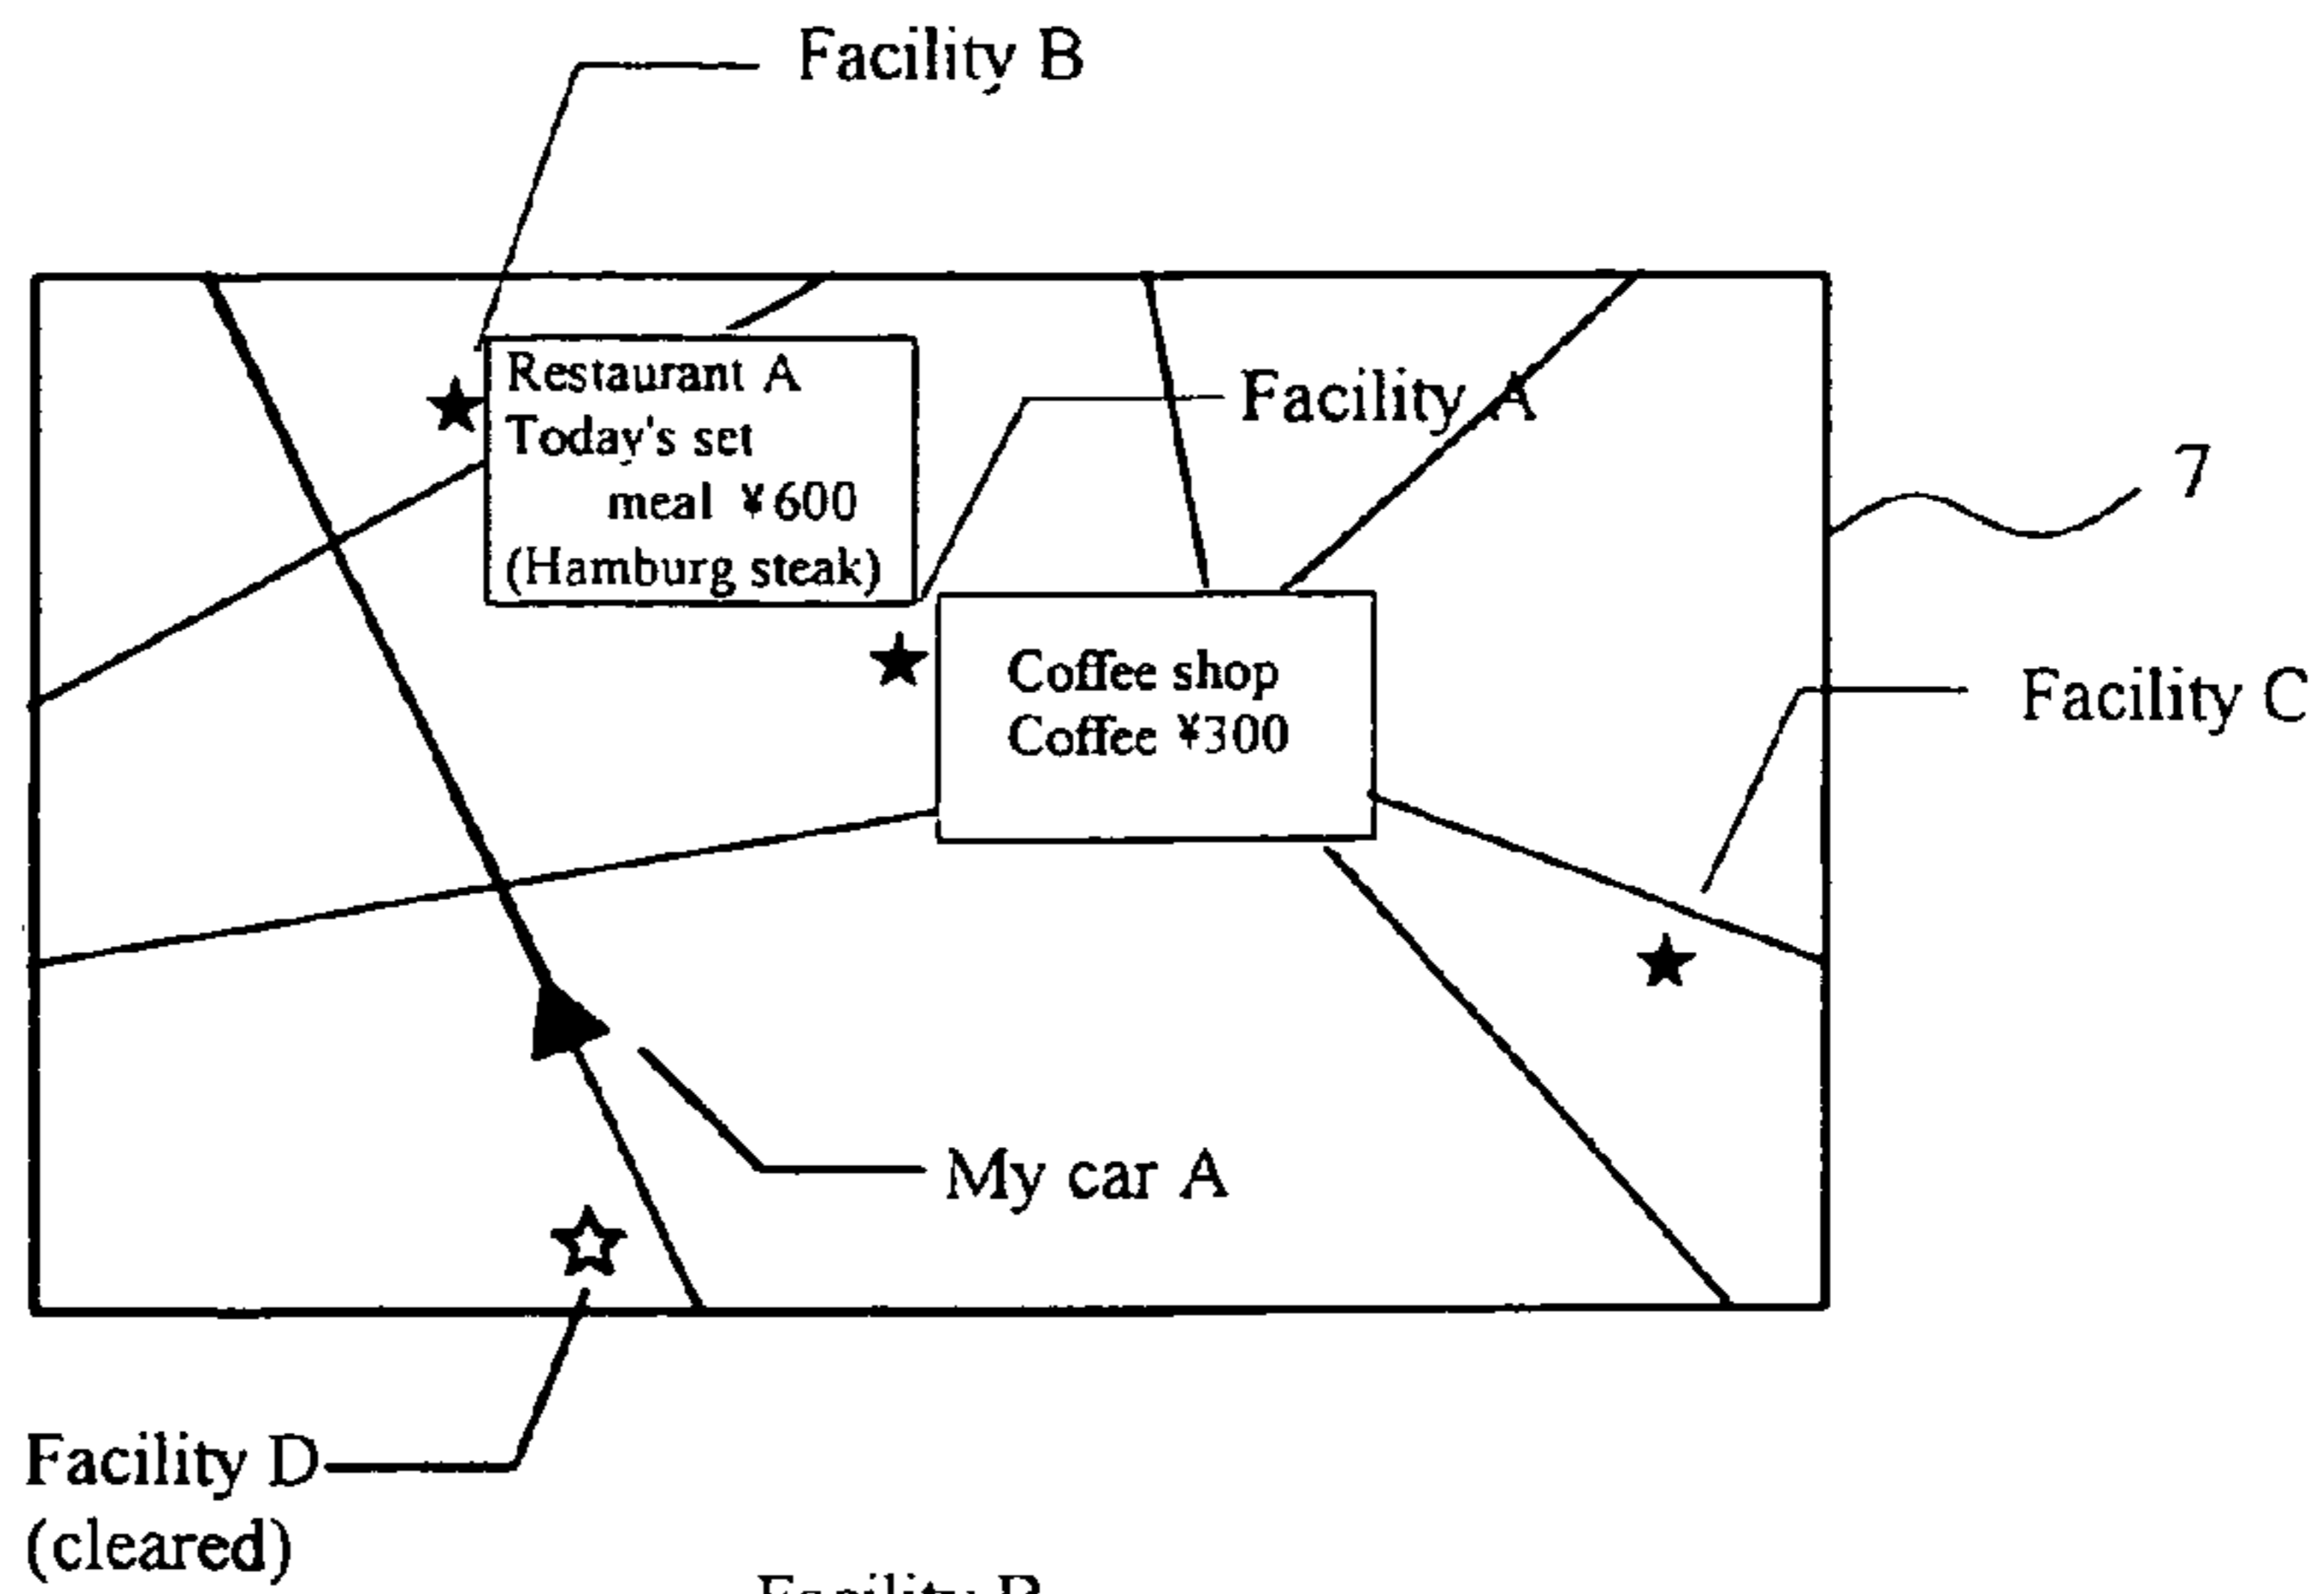 Facility B
Restaurant A
Today's set
meal ¥600
(Hamburg steak)
Facility A
7
Coffee shop
Coffee ¥300
Facility C
My car A
Facility D
(cleared)